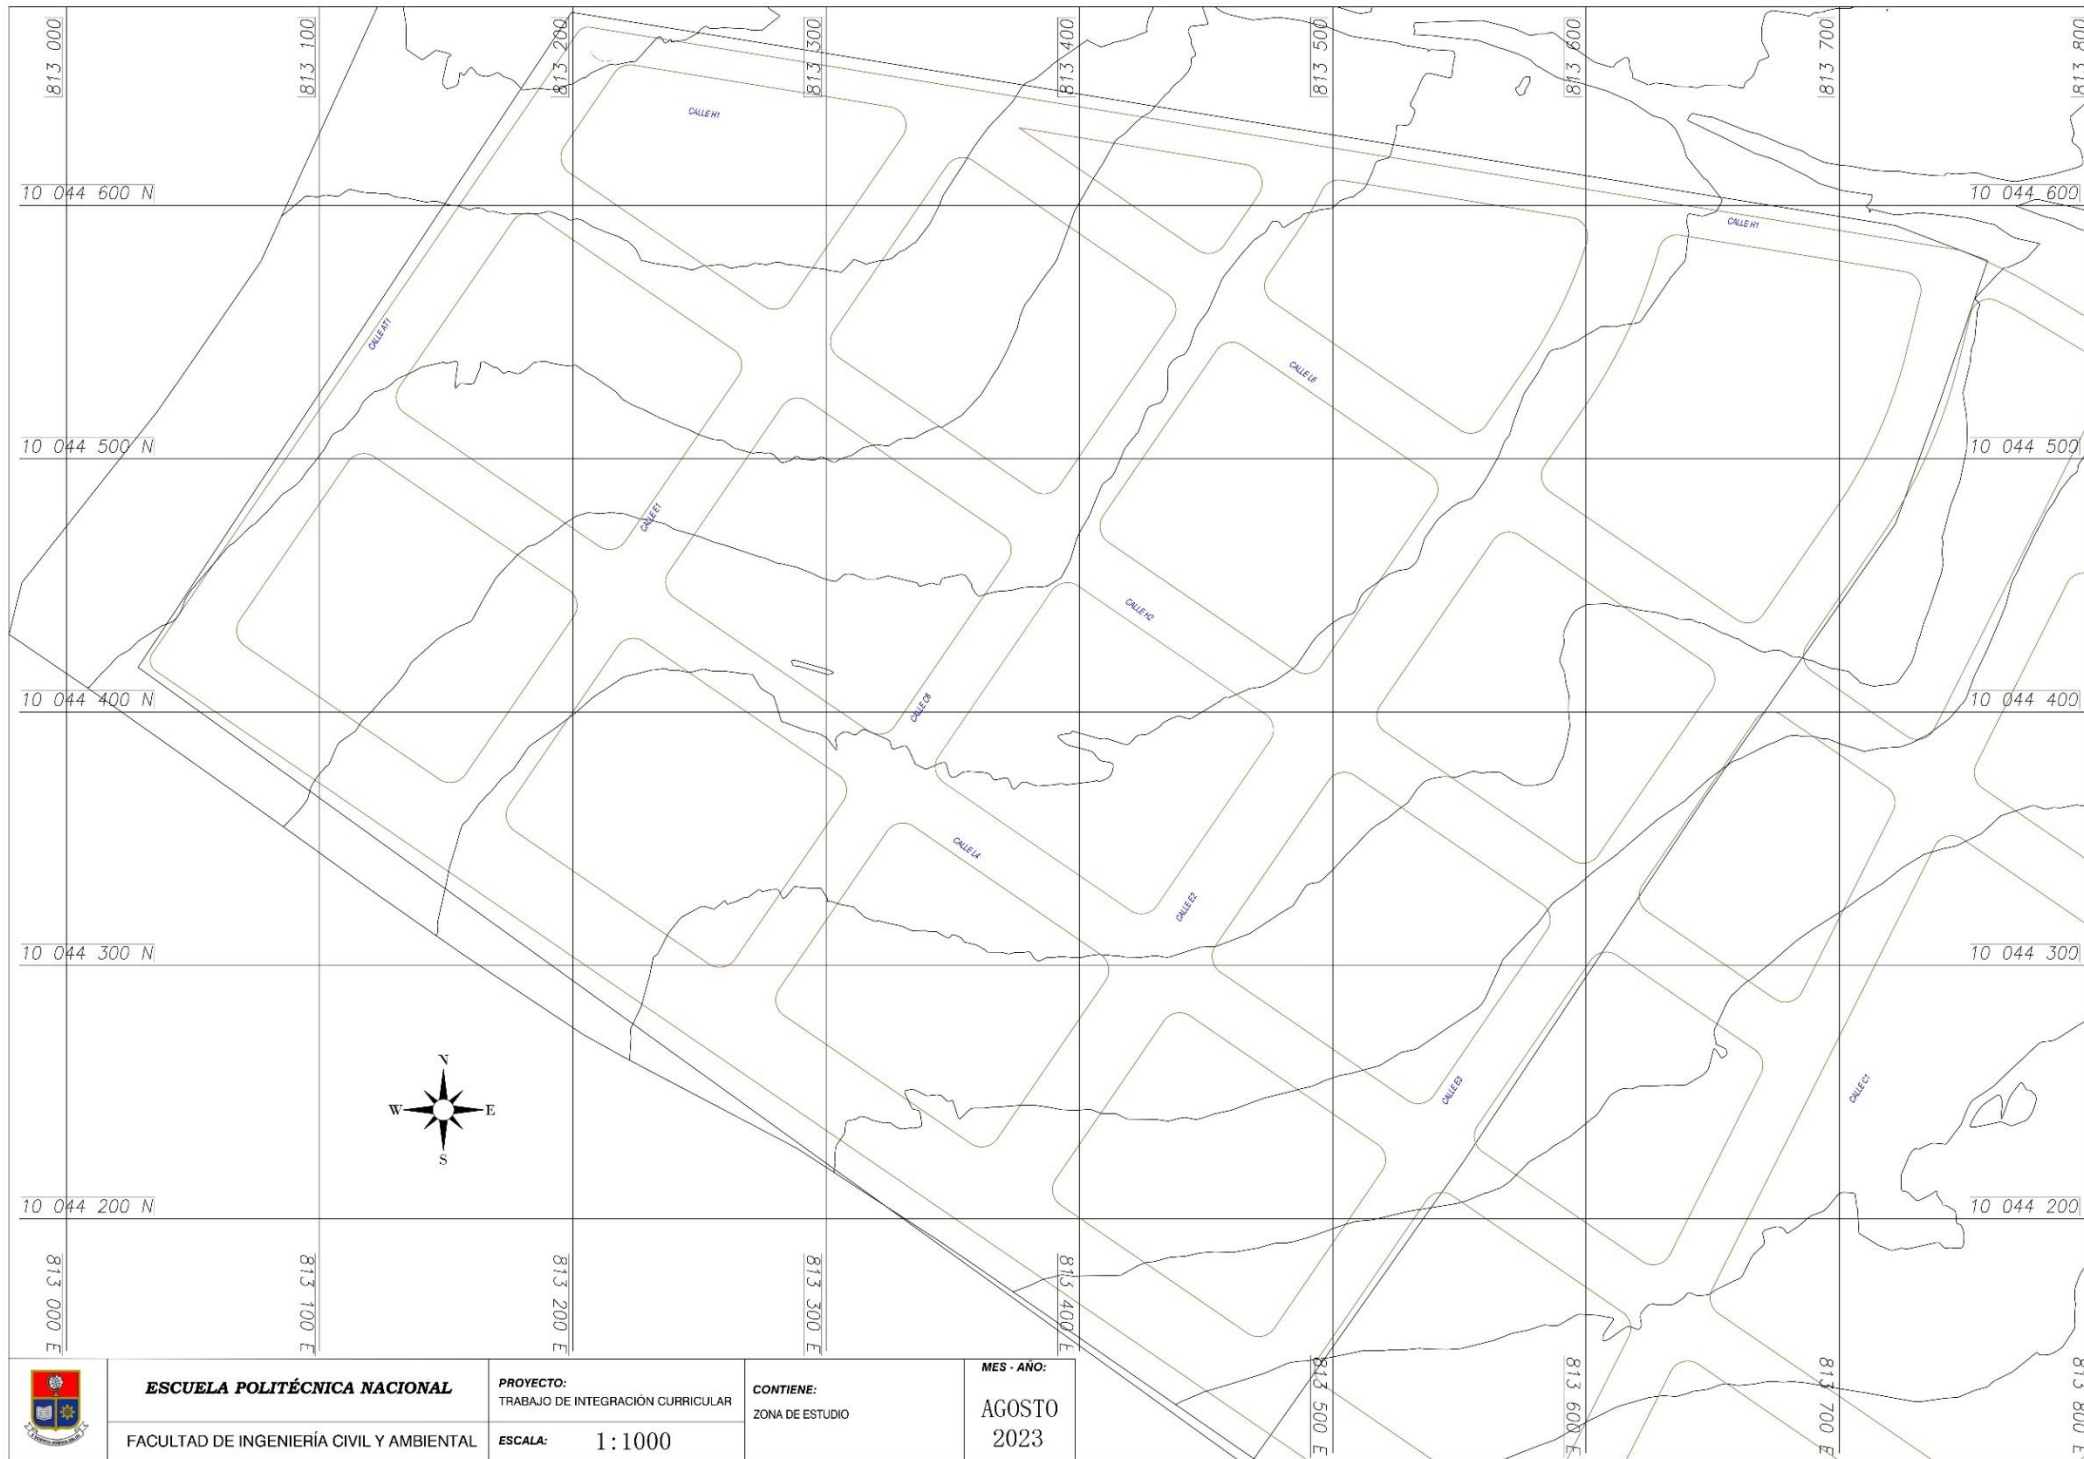 813 000
813 100
813 200
813 300
813 400
813 500
813 600
813 700
813 800
CALLE H1
10 044 600 N
10 044 600
CALLE H1
CALLE AT1
CALLE L6
10 044 500 N
10 044 500
CALLE E1
CALLE H2
10 044 400 N
10 044 400
CALLE C6
CALLE L4
CALLE E2
10 044 300 N
10 044 300
N
W
E
S
CALLE E3
CALLE C1
10 044 200 N
10 044 200
813 000 E
813 100 E
813 200 E
813 300 E
813 400 E
813 500 E
813 600 E
813 700 E
813 800 E
ESCUELA POLITÉCNICA NACIONAL
FACULTAD DE INGENIERÍA CIVIL Y AMBIENTAL
PROYECTO:
TRABAJO DE INTEGRACIÓN CURRICULAR
ESCALA: 1:1000
CONTIENE:
ZONA DE ESTUDIO
MES - AÑO:
AGOSTO
2023